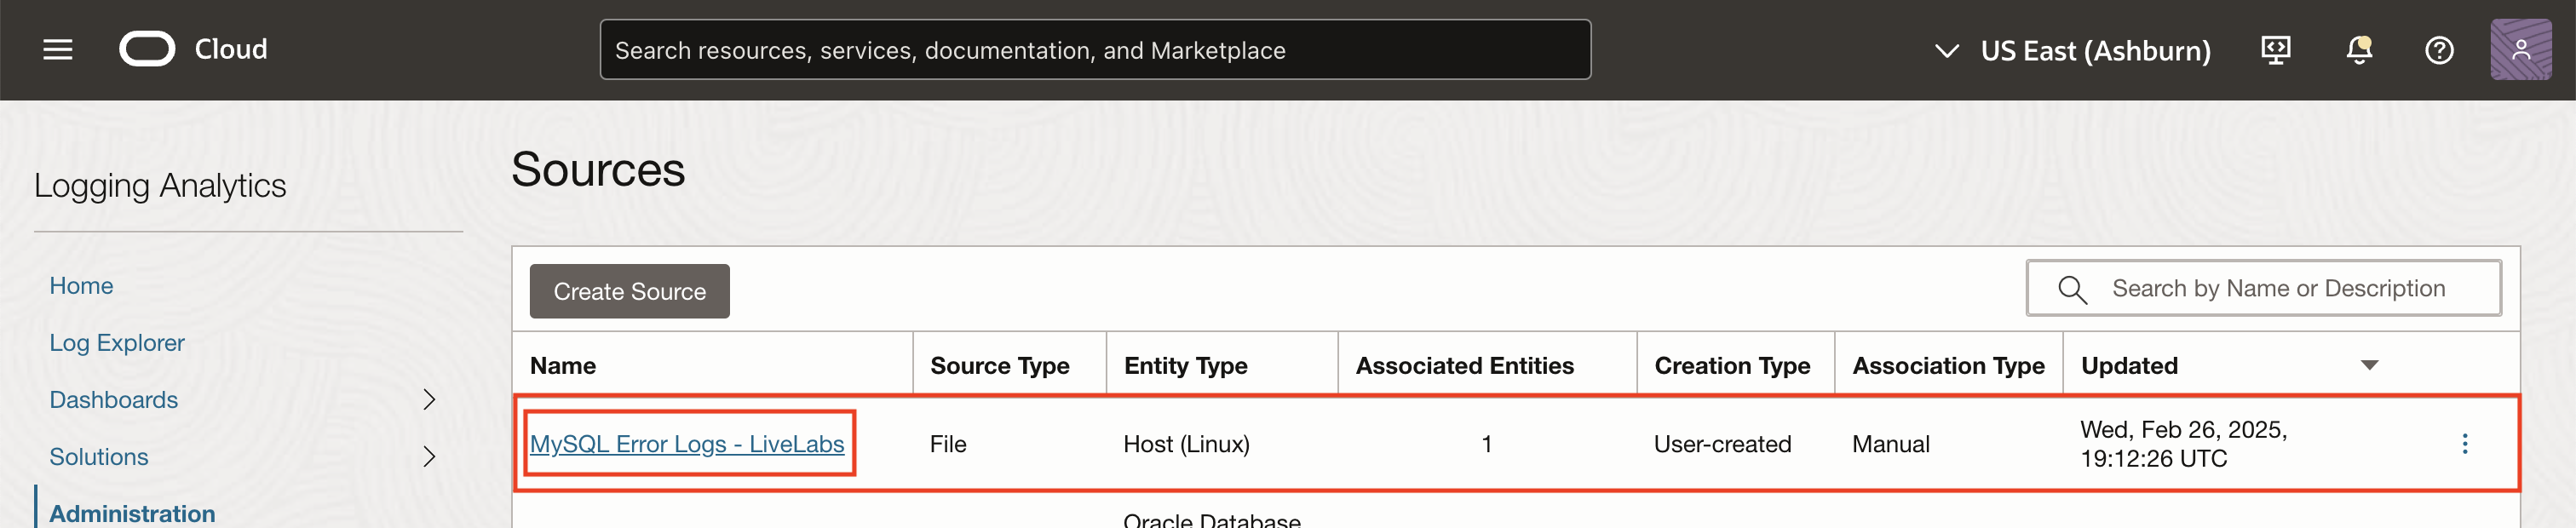 Cloud
Search resources, services, documentation, and Marketplace
US East (Ashburn)
Logging Analytics
Home
Log Explorer
Dashboards
Solutions
Administration
Sources
Create Source
Search by Name or Description
Name Source Type Entity Type Associated Entities Creation Type Association Type Updated
MySQL Error Logs - LiveLabs File Host (Linux) 1 User-created Manual Wed, Feb 26, 2025,
19:12:26 UTC
Oracle Database